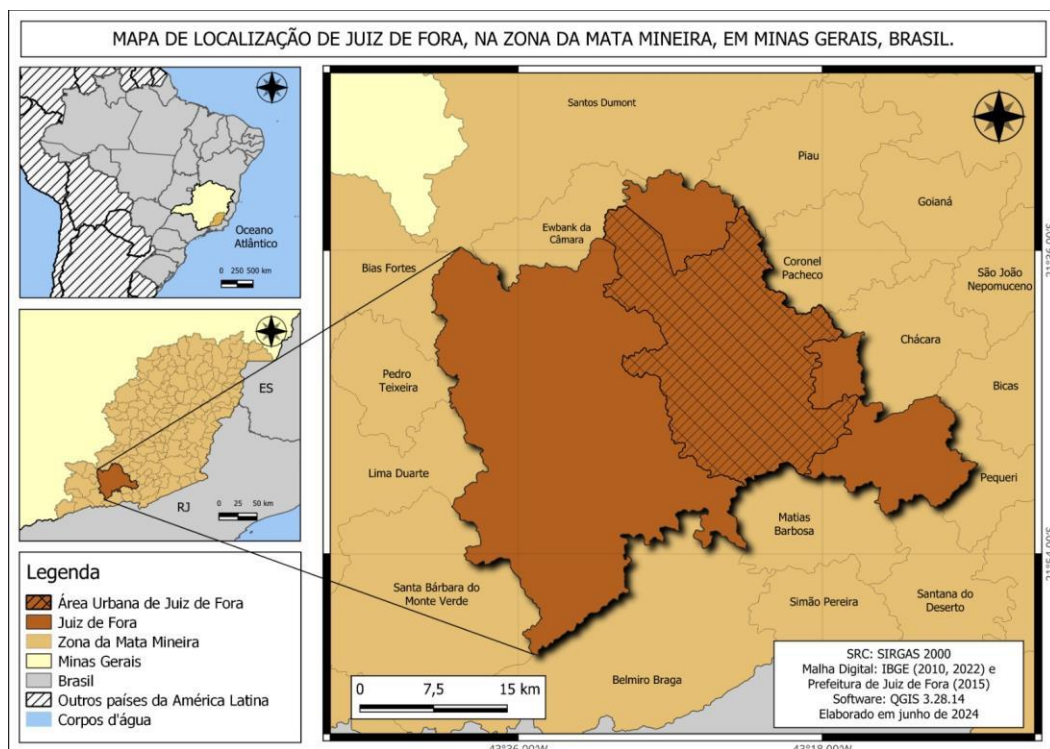 MAPA DE LOCALIZAÇÃO DE JUIZ DE FORA, NA ZONA DA MATA MINEIRA, EM MINAS GERAIS, BRASIL.
Oceano
Atlântico
0 250 500 km
ES
RJ
0 25 50 km
Legenda
Área Urbana de Juiz de Fora
Juiz de Fora
Zona da Mata Mineira
Minas Gerais
Brasil
Outros países da América Latina
Corpos d'água
Santos Dumont
Piau
Goianá
Ewbank da
Câmara
Coronel
Pacheco
Bias Fortes
São João
Nepomuceno
Chácara
Pedro
Teixeira
Bicas
Lima Duarte
Pequeri
Matias
Barbosa
Santa Bárbara do
Monte Verde
Simão Pereira
Santana do
Deserto
Belmiro Braga
0 7,5 15 km
SRC: SIRGAS 2000
Malha Digital: IBGE (2010, 2022) e
Prefeitura de Juiz de Fora (2015)
Software: QGIS 3.28.14
Elaborado em junho de 2024